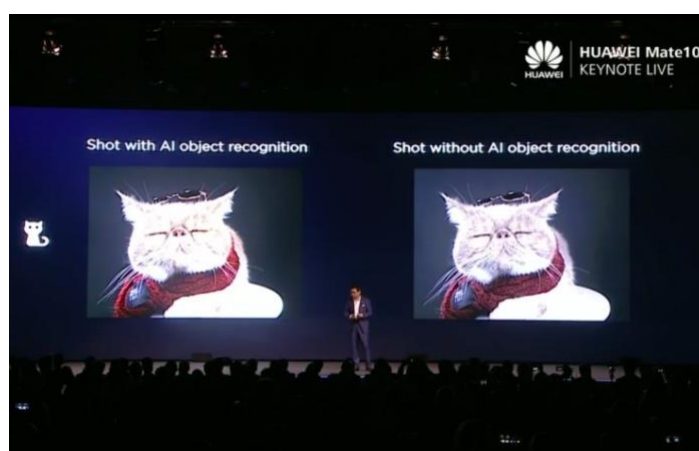 HUAWEI
HUAWEI Mate10
KEYNOTE LIVE
Shot with AI object recognition
Shot without AI object recognition